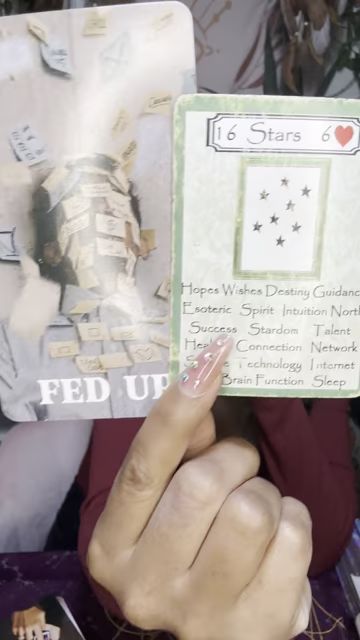 FED UP
16 Stars 6♥
Hopes Wishes Destiny Guidanc
Esoteric Spirit Intuition North
Success Stardom Talent
Connection Network
Technology Internet
Brain Function Sleep